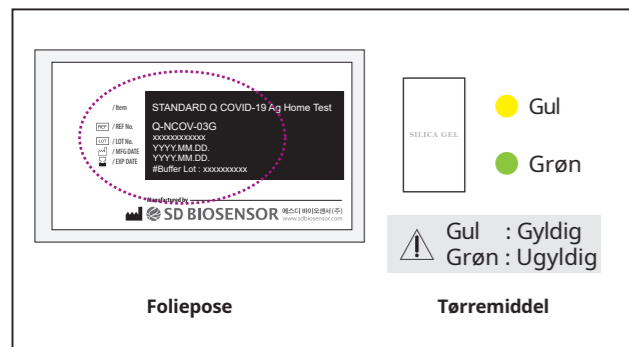 / Item STANDARD Q COVID-19 Ag Home Test
REF / REF No. Q-NCOV-03G
LOT / LOT No. xxxxxxxxxxxx
/ MFG DATE YYYY.MM.DD.
/ EXP DATE YYYY.MM.DD.
#Buffer Lot : xxxxxxxxxx
Manufactured by
SD BIOSENSOR 에스디 바이오센서(주)
www.sdbiosensor.com
Foliepose
SILICA GEL
Gul
Grøn
Gul : Gyldig
Grøn : Ugyldig
Tørremiddel